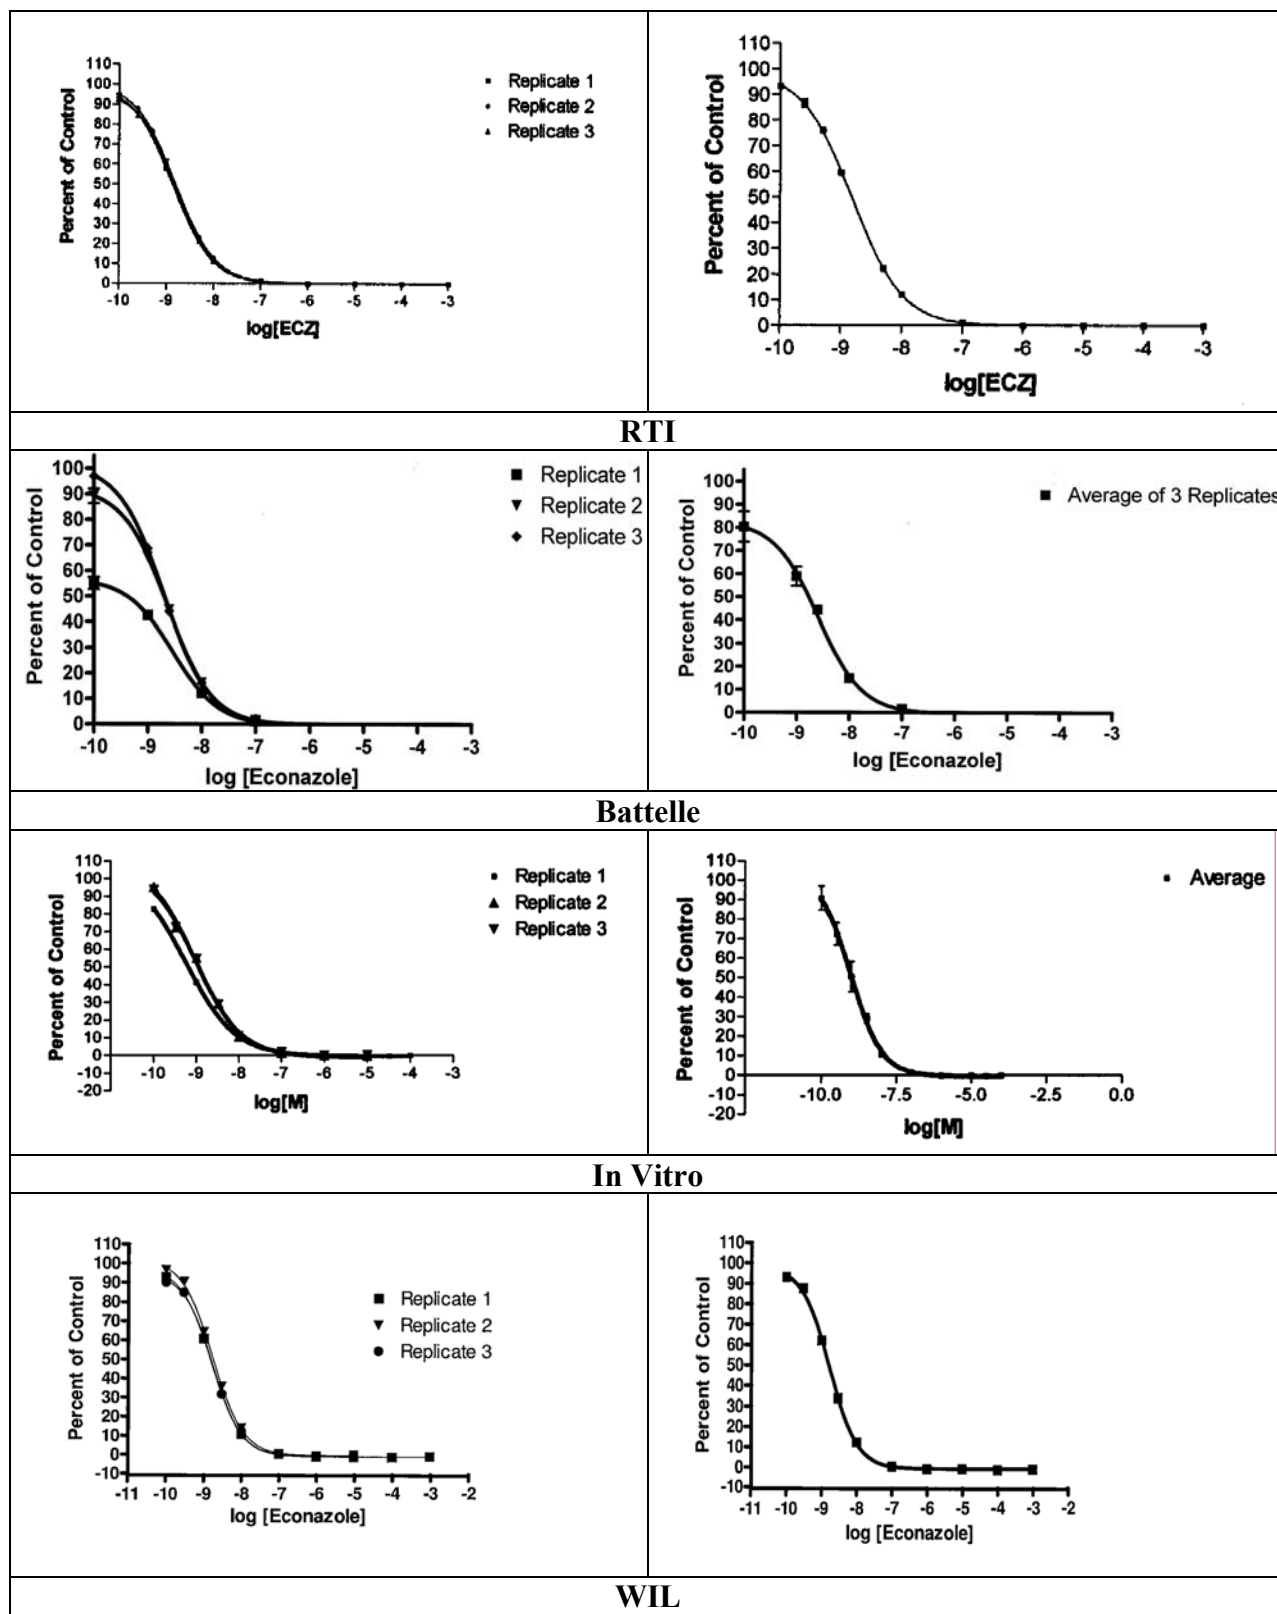 110
100
90
80
70
60
50
40
30
20
10
0
Percent of Control
-10 -9 -8 -7 -6 -5 -4 -3
log[ECZ]
Replicate 1
Replicate 2
Replicate 3
110
100
90
80
70
60
50
40
30
20
10
0
Percent of Control
-10 -9 -8 -7 -6 -5 -4 -3
log[ECZ]
RTI
100
90
80
70
60
50
40
30
20
10
0
Percent of Control
-10 -9 -8 -7 -6 -5 -4 -3
log [Econazole]
Replicate 1
Replicate 2
Replicate 3
100
90
80
70
60
50
40
30
20
10
0
Percent of Control
-10 -9 -8 -7 -6 -5 -4 -3
log [Econazole]
Average of 3 Replicates
Battelle
110
100
90
80
70
60
50
40
30
20
10
0
-10
-20
Percent of Control
-10 -9 -8 -7 -6 -5 -4 -3
log[M]
Replicate 1
Replicate 2
Replicate 3
110
100
90
80
70
60
50
40
30
20
10
0
-10
-20
Percent of Control
-10.0 -7.5 -5.0 -2.5 0.0
log[M]
Average
In Vitro
110
100
90
80
70
60
50
40
30
20
10
0
-10
Percent of Control
-11 -10 -9 -8 -7 -6 -5 -4 -3 -2
log [Econazole]
Replicate 1
Replicate 2
Replicate 3
110
100
90
80
70
60
50
40
30
20
10
0
-10
Percent of Control
-11 -10 -9 -8 -7 -6 -5 -4 -3 -2
log [Econazole]
WIL